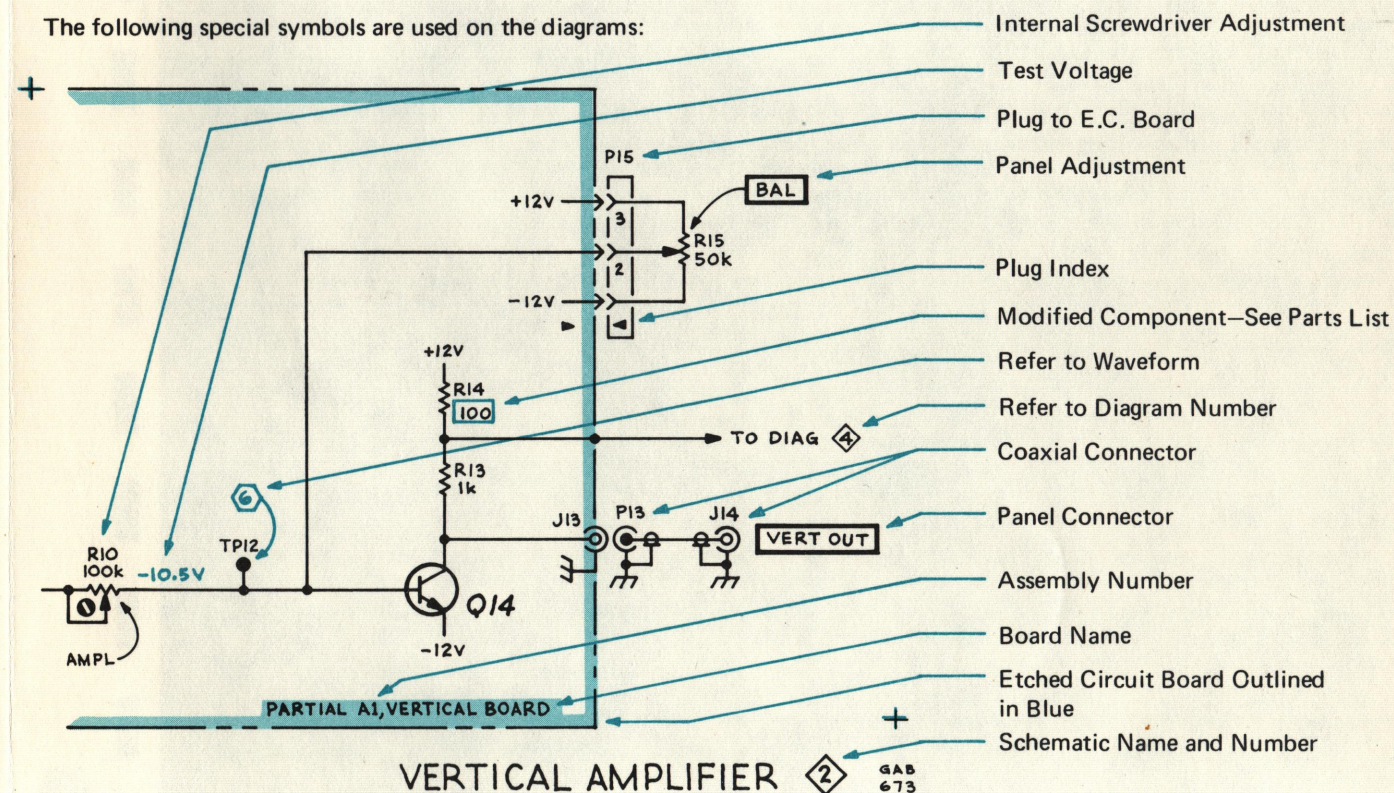 The following special symbols are used on the diagrams:
Internal Screwdriver Adjustment
Test Voltage
Plug to E.C. Board
Panel Adjustment
Plug Index
Modified Component—See Parts List
Refer to Waveform
Refer to Diagram Number
Coaxial Connector
Panel Connector
Assembly Number
Board Name
Etched Circuit Board Outlined
in Blue
Schematic Name and Number
P15
BAL
+12V
3
R15
50k
2
-12V
+12V
R14
100
TO DIAG 4
R13
1k
6
J13
P13
J14
VERT OUT
R10
100k
-10.5V
TP12
Q14
AMPL
-12V
PARTIAL A1, VERTICAL BOARD
VERTICAL AMPLIFIER 2
GAB
673